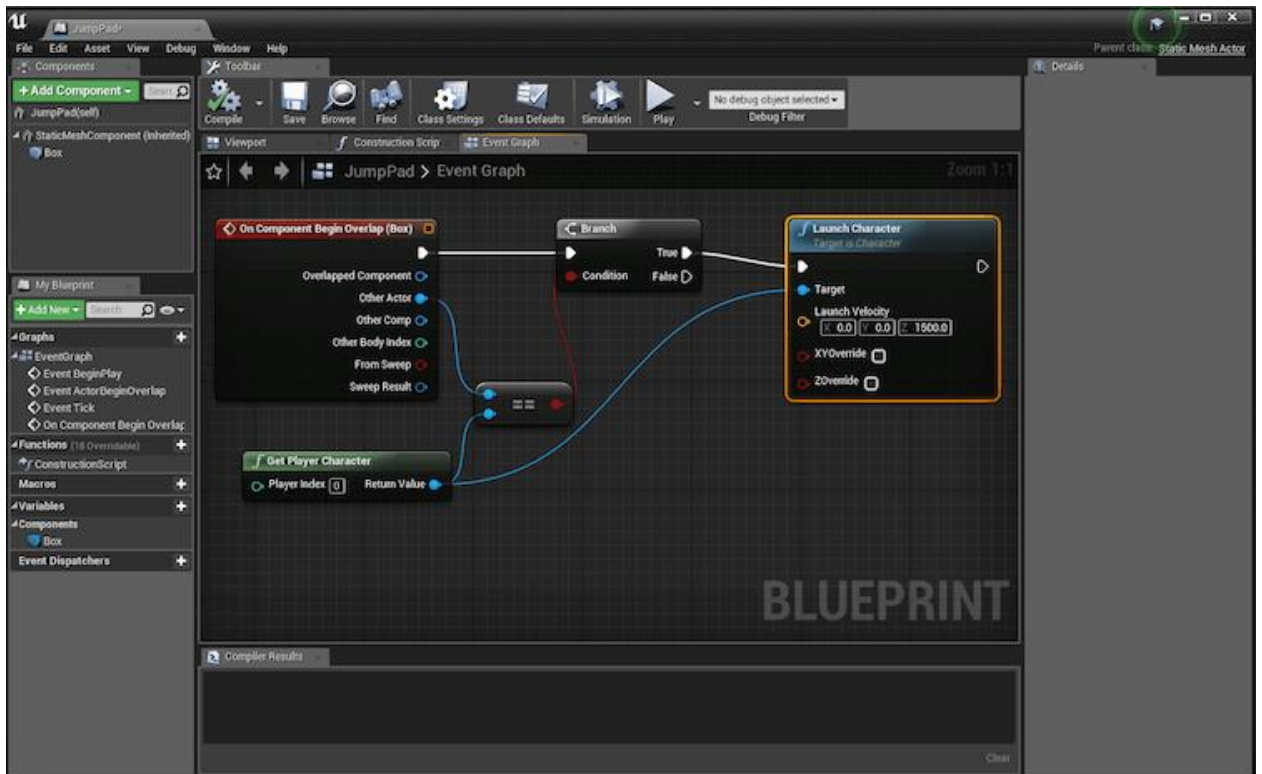 JumpPad*
File Edit Asset View Debug Window Help
Parent class: Static Mesh Actor
Components
+ Add Component
JumpPad(self)
StaticMeshComponent (Inherited)
Box
Toolbar
Compile Save Browse Find Class Settings Class Defaults Simulation Play
No debug object selected
Debug Filter
Details
Viewport
Construction Scrip
Event Graph
JumpPad > Event Graph
Zoom 1:1
On Component Begin Overlap (Box)
Overlapped Component
Other Actor
Other Comp
Other Body Index
From Sweep
Sweep Result
Branch
True
Condition False
Launch Character
Target is Character
Target
Launch Velocity
X 0.0 Y 0.0 Z 1500.0
XYOverride
ZOverride
==
Get Player Character
Player Index 0 Return Value
BLUEPRINT
My Blueprint
+ Add New Search
Graphs
EventGraph
Event BeginPlay
Event ActorBeginOverlap
Event Tick
On Component Begin Overlap
Functions (18 Overridable)
ConstructionScript
Macros
Variables
Components
Box
Event Dispatchers
Compiler Results
Clear